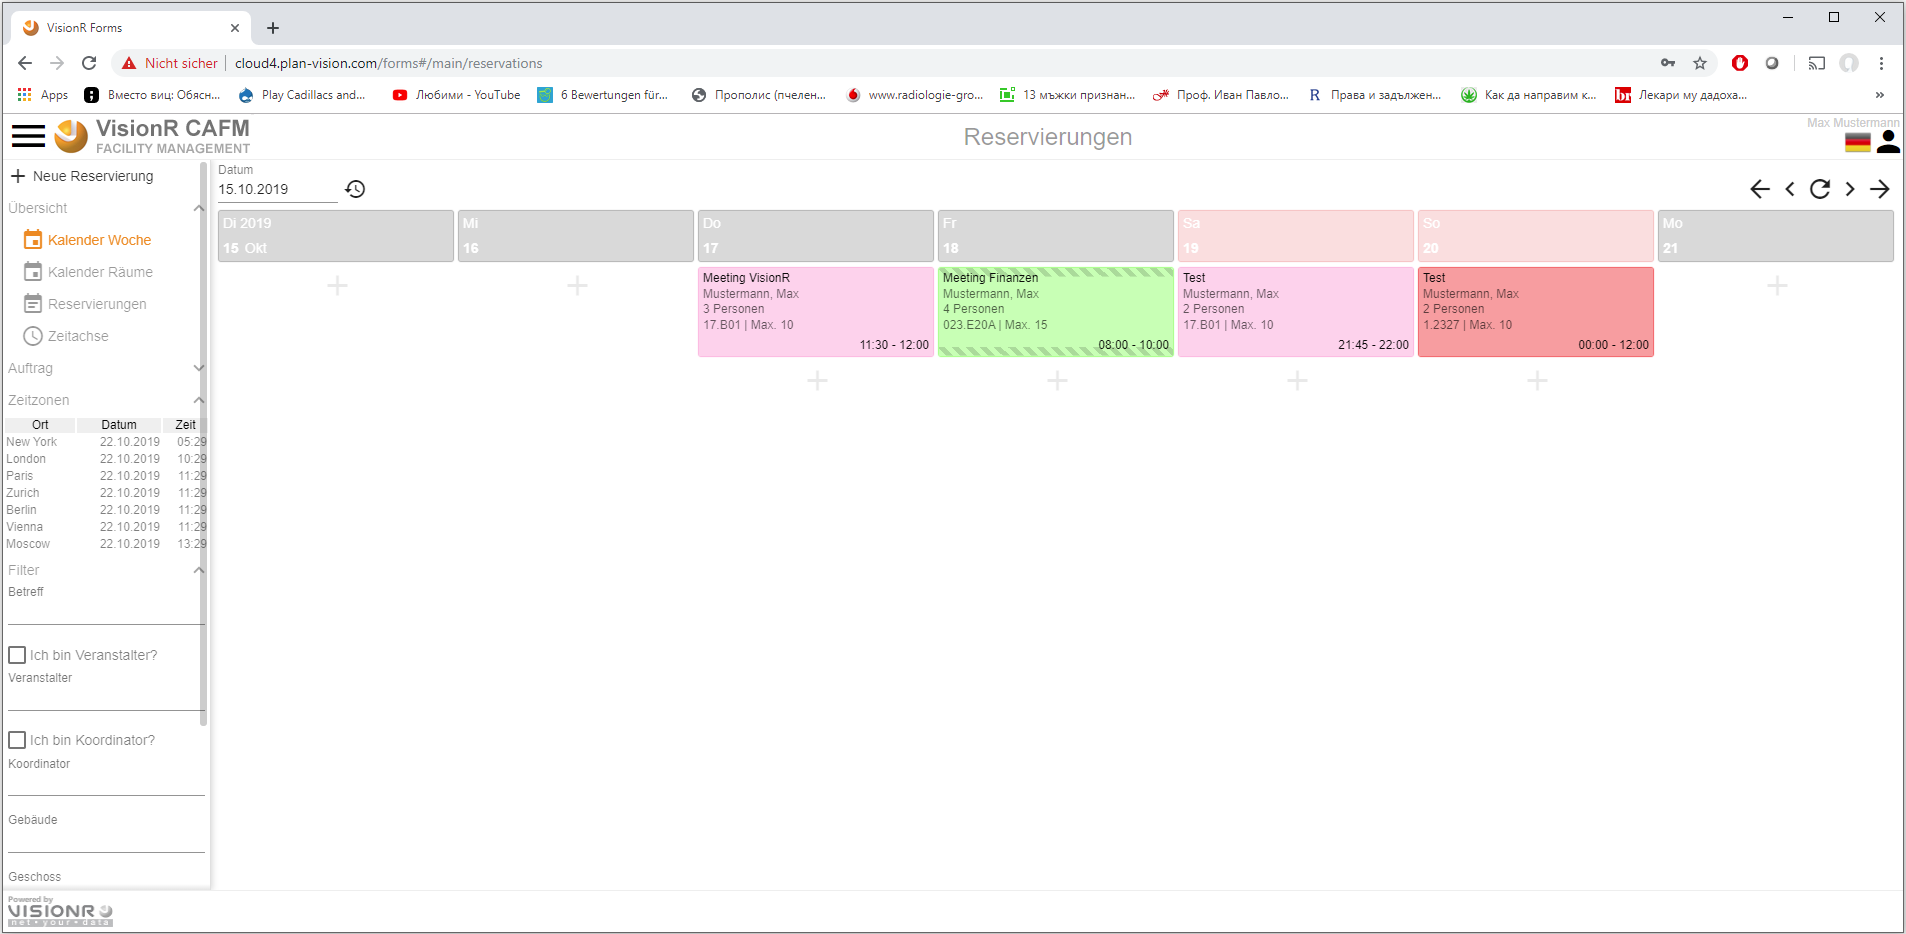 VisionR Forms
Nicht sicher
cloud4.plan-vision.com/forms#/main/reservations
Apps
Вместо виц: Обясн...
Play Cadillacs and...
Любими - YouTube
6 Bewertungen für...
Прополис (пчелен...
www.radiologie-gro...
13 мъжки признан...
Проф. Иван Павло...
R
Права и задължен...
Как да направим к...
br
Лекари му дадоха...
»
VisionR CAFM
FACILITY MANAGEMENT
Reservierungen
Max Mustermann
Neue Reservierung
Übersicht
Kalender Woche
Kalender Räume
Reservierungen
Zeitachse
Auftrag
Zeitzonen
Ort Datum Zeit
New York 22.10.2019 05:29
London 22.10.2019 10:29
Paris 22.10.2019 11:29
Zurich 22.10.2019 11:29
Berlin 22.10.2019 11:29
Vienna 22.10.2019 11:29
Moscow 22.10.2019 13:29
Filter
Betreff
Ich bin Veranstalter?
Veranstalter
Ich bin Koordinator?
Koordinator
Gebäude
Geschoss
Datum
15.10.2019
Di 2019
15 Okt
Mi
16
Do
17
Fr
18
Sa
19
So
20
Mo
21
Meeting VisionR
Mustermann, Max
3 Personen
17.B01 | Max. 10
11:30 - 12:00
Meeting Finanzen
Mustermann, Max
4 Personen
023.E20A | Max. 15
08:00 - 10:00
Test
Mustermann, Max
2 Personen
17.B01 | Max. 10
21:45 - 22:00
Test
Mustermann, Max
2 Personen
1.2327 | Max. 10
00:00 - 12:00
Powered by
VISIONR
net • your • data